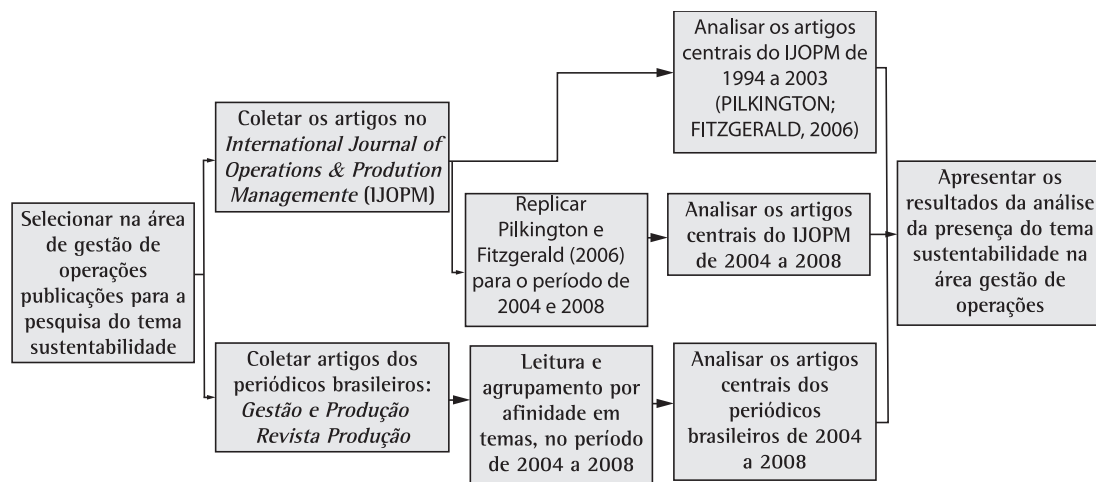 Selecionar na área
de gestão de
operações
publicações para a
pesquisa do tema
sustentabilidade
Coletar os artigos no
International Journal of
Operations & Prodution
Managemente (IJOPM)
Analisar os artigos
centrais do IJOPM de
1994 a 2003
(PILKINGTON;
FITZGERALD, 2006)
Replicar
Pilkington e
Fitzgerald (2006)
para o período de
2004 e 2008
Analisar os artigos
centrais do IJOPM
de 2004 a 2008
Coletar artigos dos
periódicos brasileiros:
Gestão e Produção
Revista Produção
Leitura e
agrupamento por
afinidade em
temas, no período
de 2004 a 2008
Analisar os artigos
centrais dos
periódicos
brasileiros de 2004
a 2008
Apresentar os
resultados da análise
da presença do tema
sustentabilidade na
área gestão de
operações